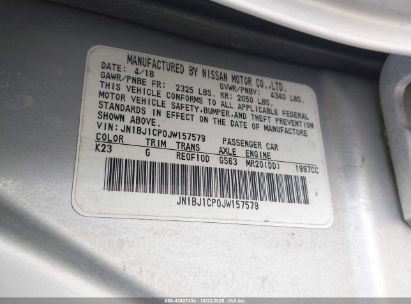 MANUFACTURED BY NISSAN MOTOR CO.,LTD.
DATE: 4/18 GVWR/PNBV: 4340 LBS.
GAWR/PNBE FR: 2325 LBS. RR: 2050 LBS.
THIS VEHICLE CONFORMS TO ALL APPLICABLE FEDERAL
MOTOR VEHICLE SAFETY, BUMPER, AND THEFT PREVENTION
STANDARDS IN EFFECT ON THE DATE OF MANUFACTURE
SHOWN ABOVE.
VIN: JN1BJ1CP0JW157579 PASSENGER CAR
COLOR TRIM TRANS AXLE ENGINE
K23 G RE0F10D GS63 MR20(DD) 1997CC
JN1BJ1CP0JW157579